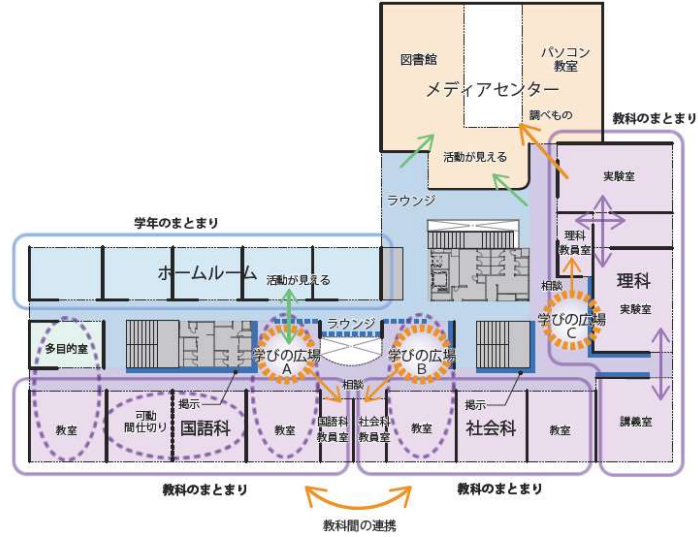 図書館
パソコン
教室
メディアセンター
調べもの
教科のまとまり
活動が見える
実験室
ラウンジ
学年のまとまり
理科
教員室
ホームルーム
活動が見える
相談
理科
実験室
ラウンジ
学びの広場
C
多目的室
学びの広場
A
学びの広場
B
掲示
相談
掲示
教室
可動
間仕切り
国語科
教室
国語科
教員室
社会科
教員室
教室
社会科
教室
講義室
教科のまとまり
教科のまとまり
教科間の連携